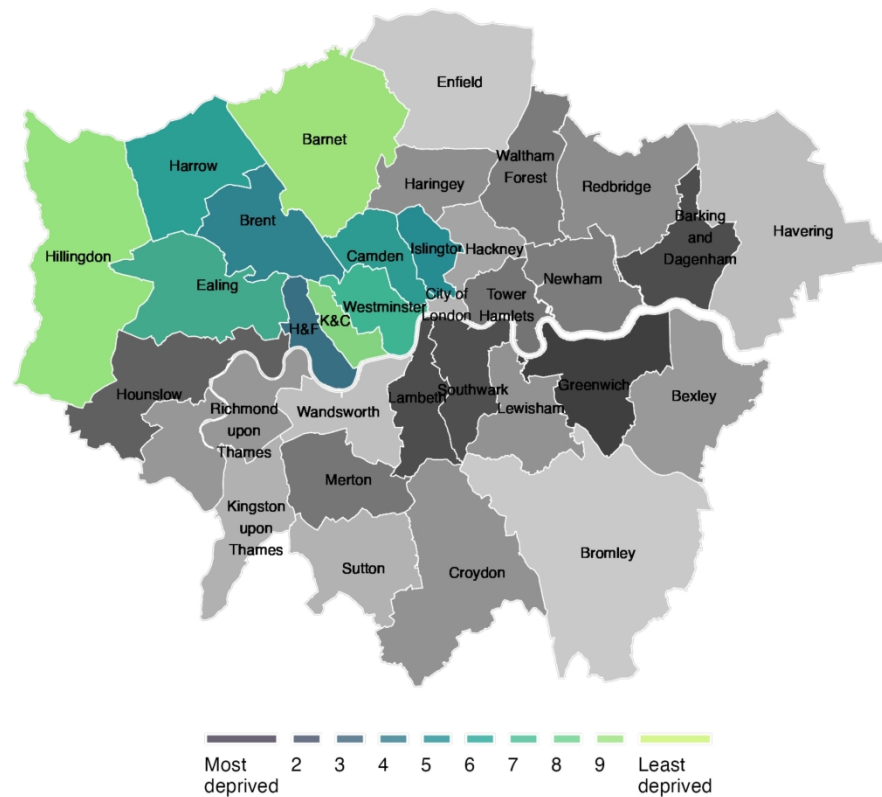 Enfield
Barnet
Harrow
Waltham
Forest
Haringey
Redbridge
Brent
Barking
and
Dagenham
Havering
Hillingdon
Camden
Islington
Hackney
Ealing
Newham
Westminster
City of
London
Tower
Hamlets
H&F
K&C
Hounslow
Richmond
upon
Thames
Wandsworth
Lambeth
Southwark
Lewisham
Greenwich
Bexley
Merton
Kingston
upon
Thames
Sutton
Croydon
Bromley
Most
deprived
2
3
4
5
6
7
8
9
Least
deprived